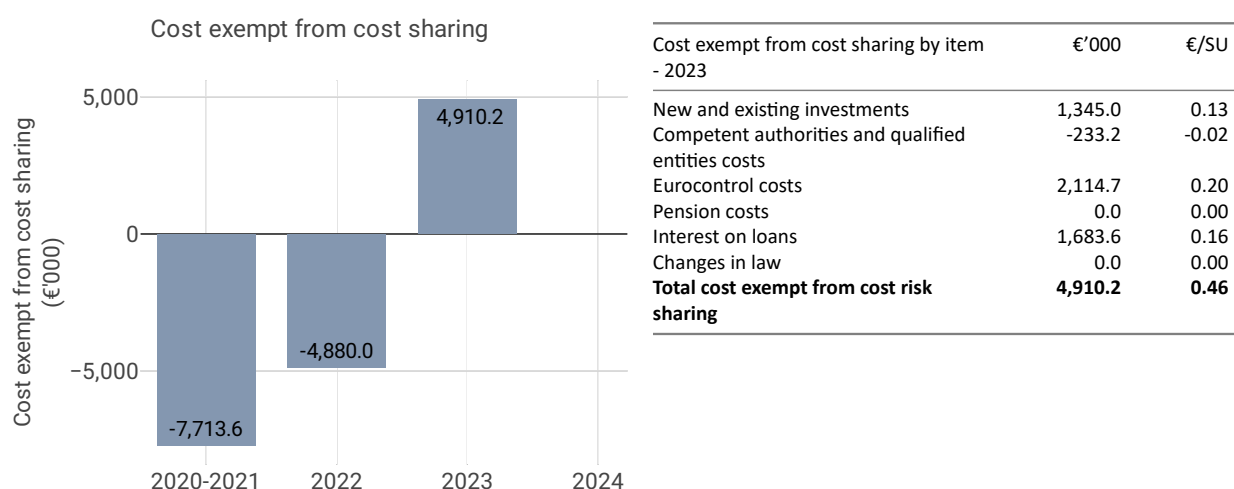 Cost exempt from cost sharing
Cost exempt from cost sharing
(€'000)
5,000
0
−5,000
4,910.2
-4,880.0
-7,713.6
2020-2021 2022 2023 2024
Cost exempt from cost sharing by item €’000 €/SU
- 2023
New and existing investments 1,345.0 0.13
Competent authorities and qualified -233.2 -0.02
entities costs
Eurocontrol costs 2,114.7 0.20
Pension costs 0.0 0.00
Interest on loans 1,683.6 0.16
Changes in law 0.0 0.00
Total cost exempt from cost risk 4,910.2 0.46
sharing